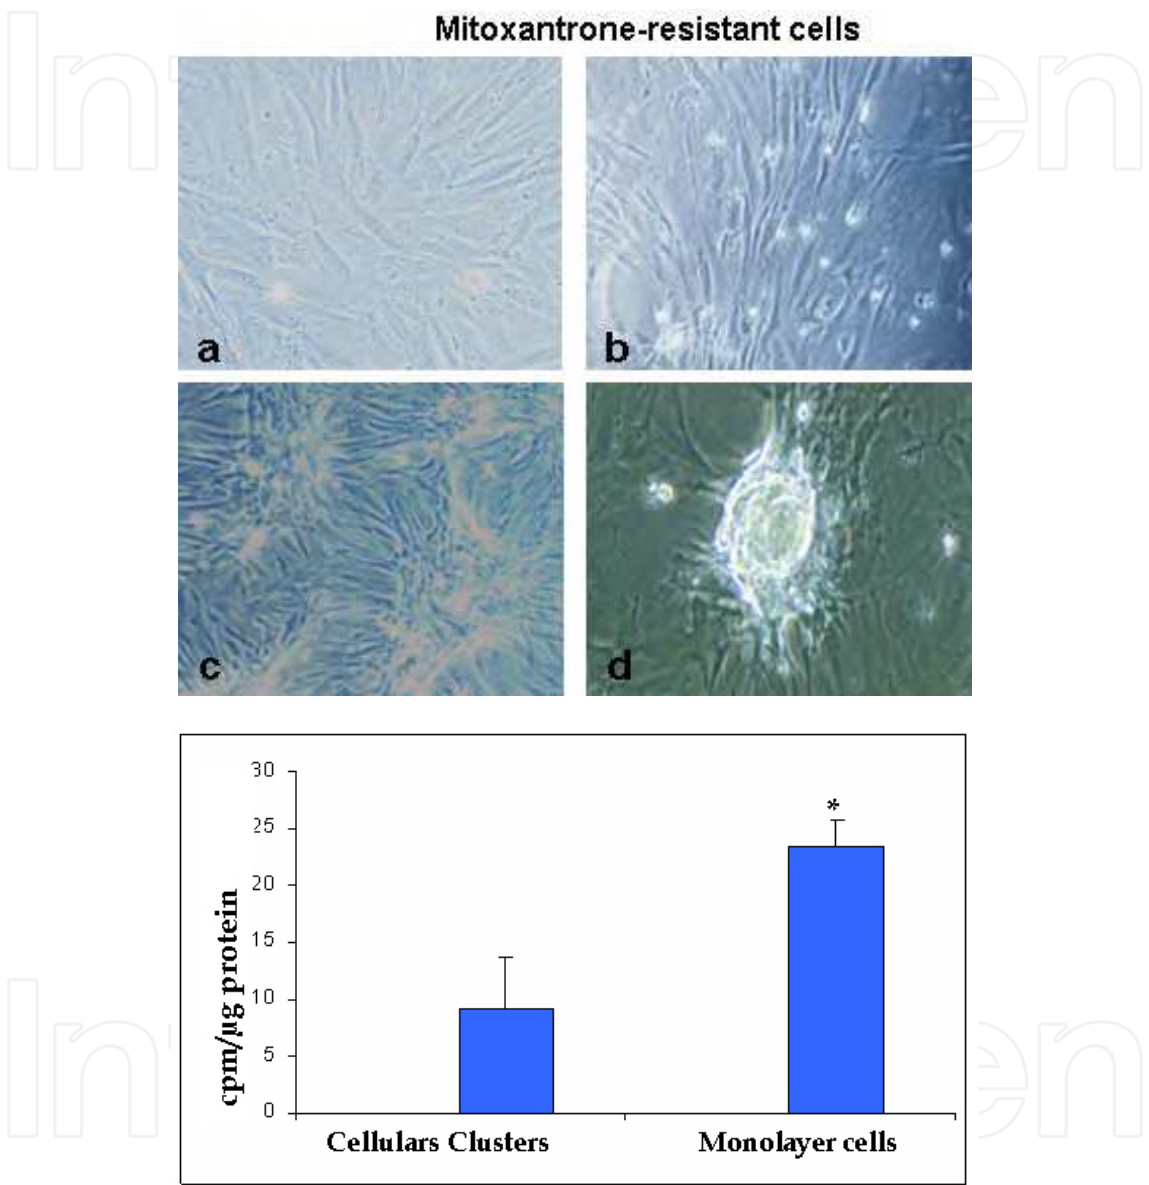 Mitoxantrone-resistant cells
a
b
c
d
30
25
20
15
10
5
0
cpm/µg protein
*
Cellulars Clusters
Monolayer cells